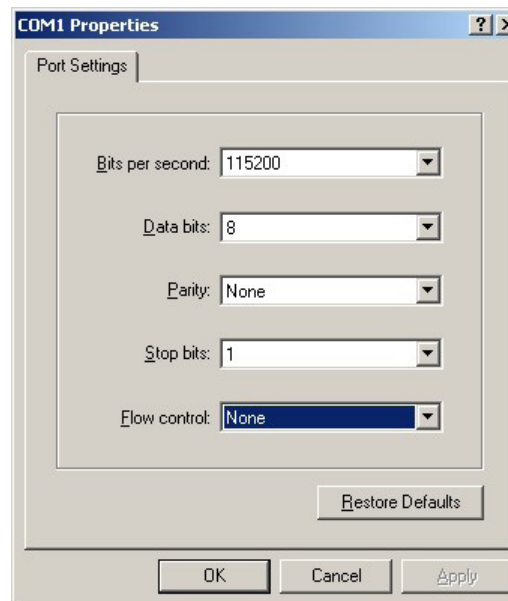 COM1 Properties
Port Settings
Bits per second: 115200
Data bits: 8
Parity: None
Stop bits: 1
Flow control: None
Restore Defaults
OK Cancel Apply